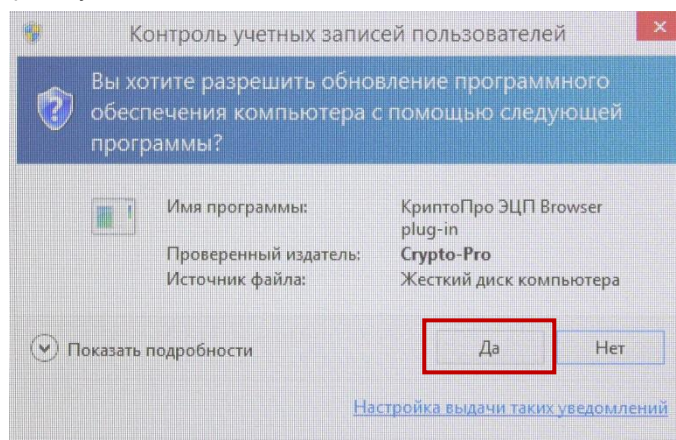 Контроль учетных записей пользователей
Вы хотите разрешить обновление программного
обеспечения компьютера с помощью следующей
программы?
Имя программы: КриптоПро ЭЦП Browser
plug-in
Проверенный издатель: Crypto-Pro
Источник файла: Жесткий диск компьютера
Показать подробности Да Нет
Настройка выдачи таких уведомлений